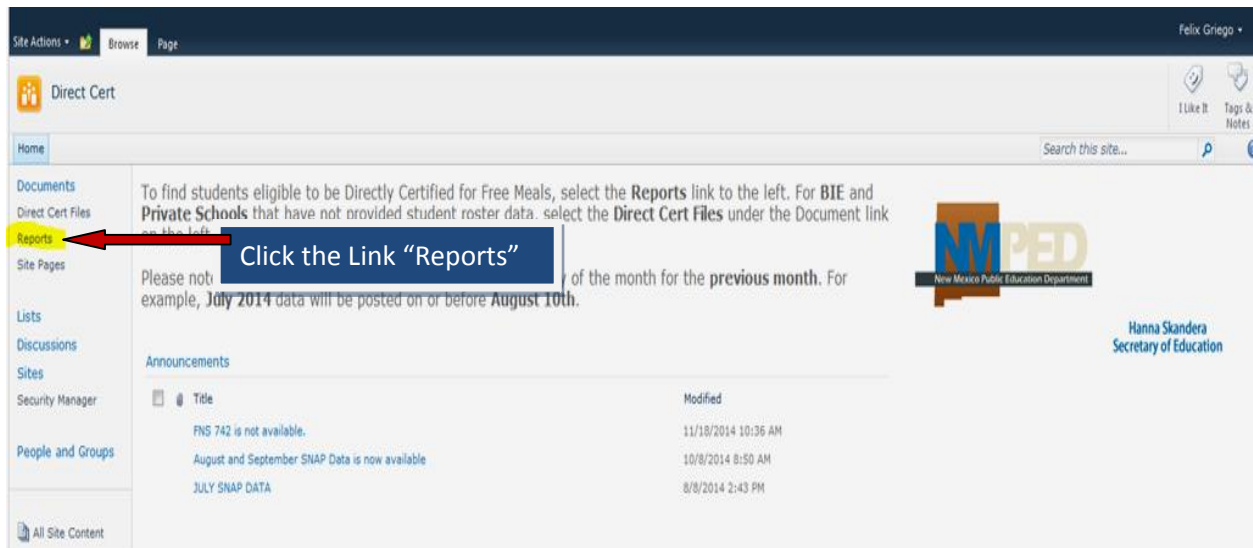 Felix Griego
Site Actions Browse Page
Direct Cert
I Like It Tags & Notes
Home
Search this site...
Documents
Direct Cert Files
Reports
Site Pages
Lists
Discussions
Sites
Security Manager
People and Groups
All Site Content
To find students eligible to be Directly Certified for Free Meals, select the Reports link to the left. For BIE and
Private Schools that have not provided student roster data, select the Direct Cert Files under the Document link
on the left
Click the Link “Reports”
Please note of the month for the previous month. For
example, July 2014 data will be posted on or before August 10th.
Announcements
Title Modified
FNS 742 is not available. 11/18/2014 10:36 AM
August and September SNAP Data is now available 10/8/2014 8:50 AM
JULY SNAP DATA 8/8/2014 2:43 PM
NMPED
New Mexico Public Education Department
Hanna Skandera
Secretary of Education